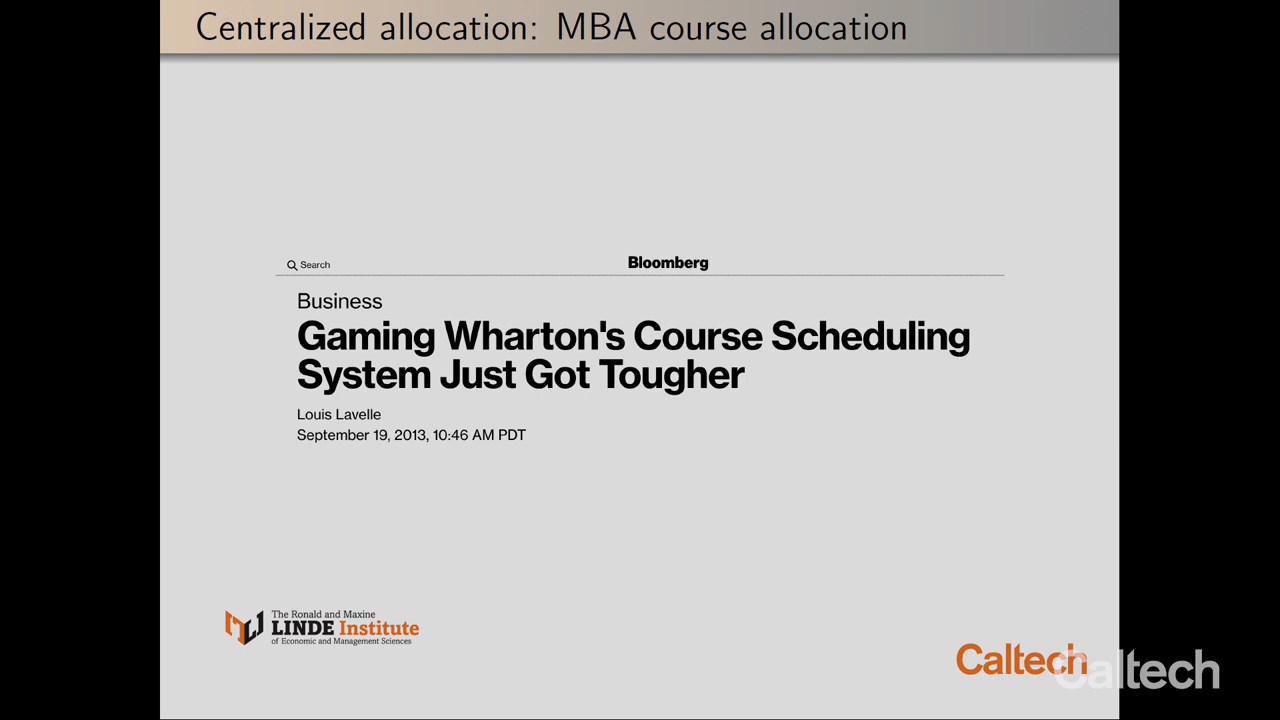 Centralized allocation: MBA course allocation
Search
Bloomberg
Business
Gaming Wharton's Course Scheduling
System Just Got Tougher
Louis Lavelle
September 19, 2013, 10:46 AM PDT
The Ronald and Maxine
LINDE Institute
of Economic and Management Sciences
Caltech
Caltech